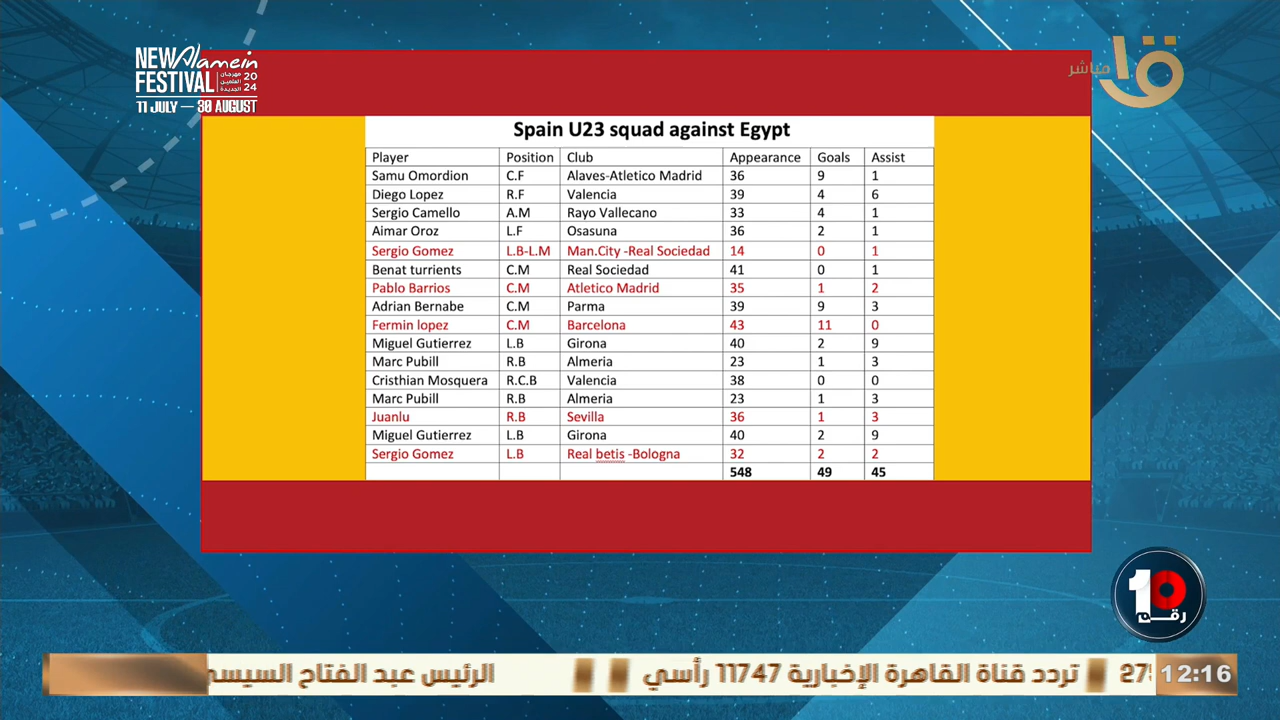 NEW Alamein
FESTIVAL مهرجان العلمين الجديدة 2024
11 JULY — 30 AUGUST
مباشر
Spain U23 squad against Egypt
Player Position Club Appearance Goals Assist
Samu Omordion C.F Alaves-Atletico Madrid 36 9 1
Diego Lopez R.F Valencia 39 4 6
Sergio Camello A.M Rayo Vallecano 33 4 1
Aimar Oroz L.F Osasuna 36 2 1
Sergio Gomez L.B-L.M Man.City -Real Sociedad 14 0 1
Benat turrients C.M Real Sociedad 41 0 1
Pablo Barrios C.M Atletico Madrid 35 1 2
Adrian Bernabe C.M Parma 39 9 3
Fermin lopez C.M Barcelona 43 11 0
Miguel Gutierrez L.B Girona 40 2 9
Marc Pubill R.B Almeria 23 1 3
Cristhian Mosquera R.C.B Valencia 38 0 0
Marc Pubill R.B Almeria 23 1 3
Juanlu R.B Sevilla 36 1 3
Miguel Gutierrez L.B Girona 40 2 9
Sergio Gomez L.B Real betis -Bologna 32 2 2
548 49 45
رقم 10
تردد قناة القاهرة الإخبارية 11747 رأسي
الرئيس عبد الفتاح السيسي
12:16